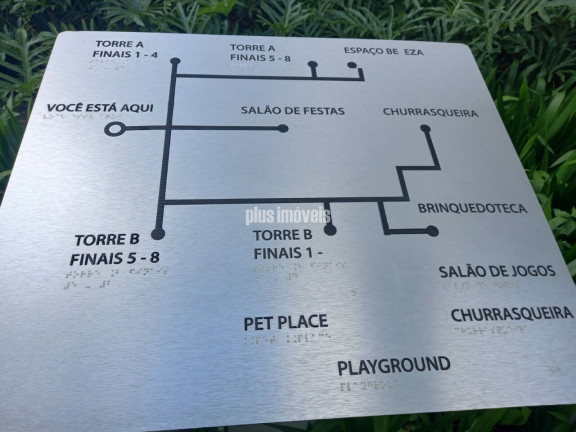 TORRE A
FINAIS 1 - 4
TORRE A
FINAIS 5 - 8
ESPAÇO BE EZA
VOCÊ ESTÁ AQUI
SALÃO DE FESTAS
CHURRASQUEIRA
plus imóveis
BRINQUEDOTECA
TORRE B
FINAIS 5 - 8
TORRE B
FINAIS 1 -
SALÃO DE JOGOS
PET PLACE
CHURRASQUEIRA
PLAYGROUND